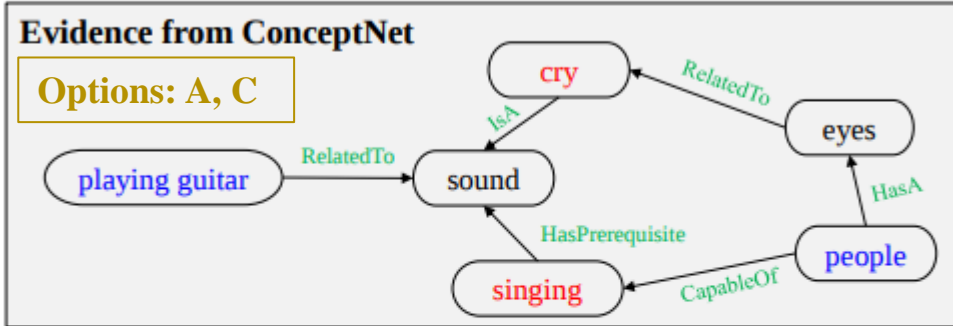 Evidence from ConceptNet
Options: A, C
cry
RelatedTo
IsA
eyes
RelatedTo
playing guitar
sound
HasA
HasPrerequisite
people
CapableOf
singing